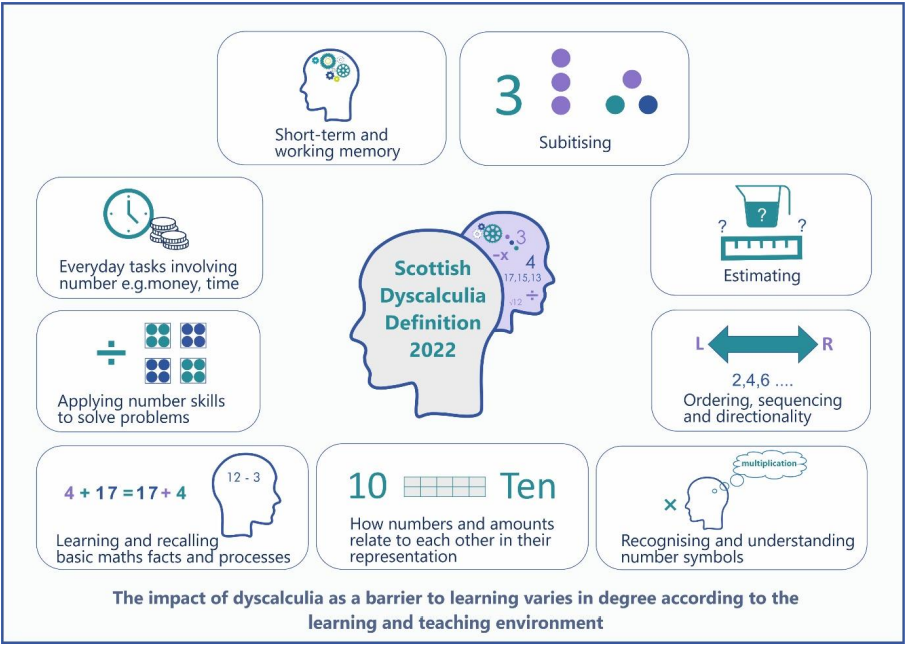 Short-term and
working memory
3
Subitising
Everyday tasks involving
number e.g.money, time
Scottish
Dyscalculia
Definition
2022
3
-x
4
17,15,13
√12 ÷
?
? ?
Estimating
÷
Applying number skills
to solve problems
L R
2,4,6 ....
Ordering, sequencing
and directionality
4 + 17 = 17 + 4
12 - 3
Learning and recalling
basic maths facts and processes
10 Ten
How numbers and amounts
relate to each other in their
representation
multiplication
×
Recognising and understanding
number symbols
The impact of dyscalculia as a barrier to learning varies in degree according to the
learning and teaching environment